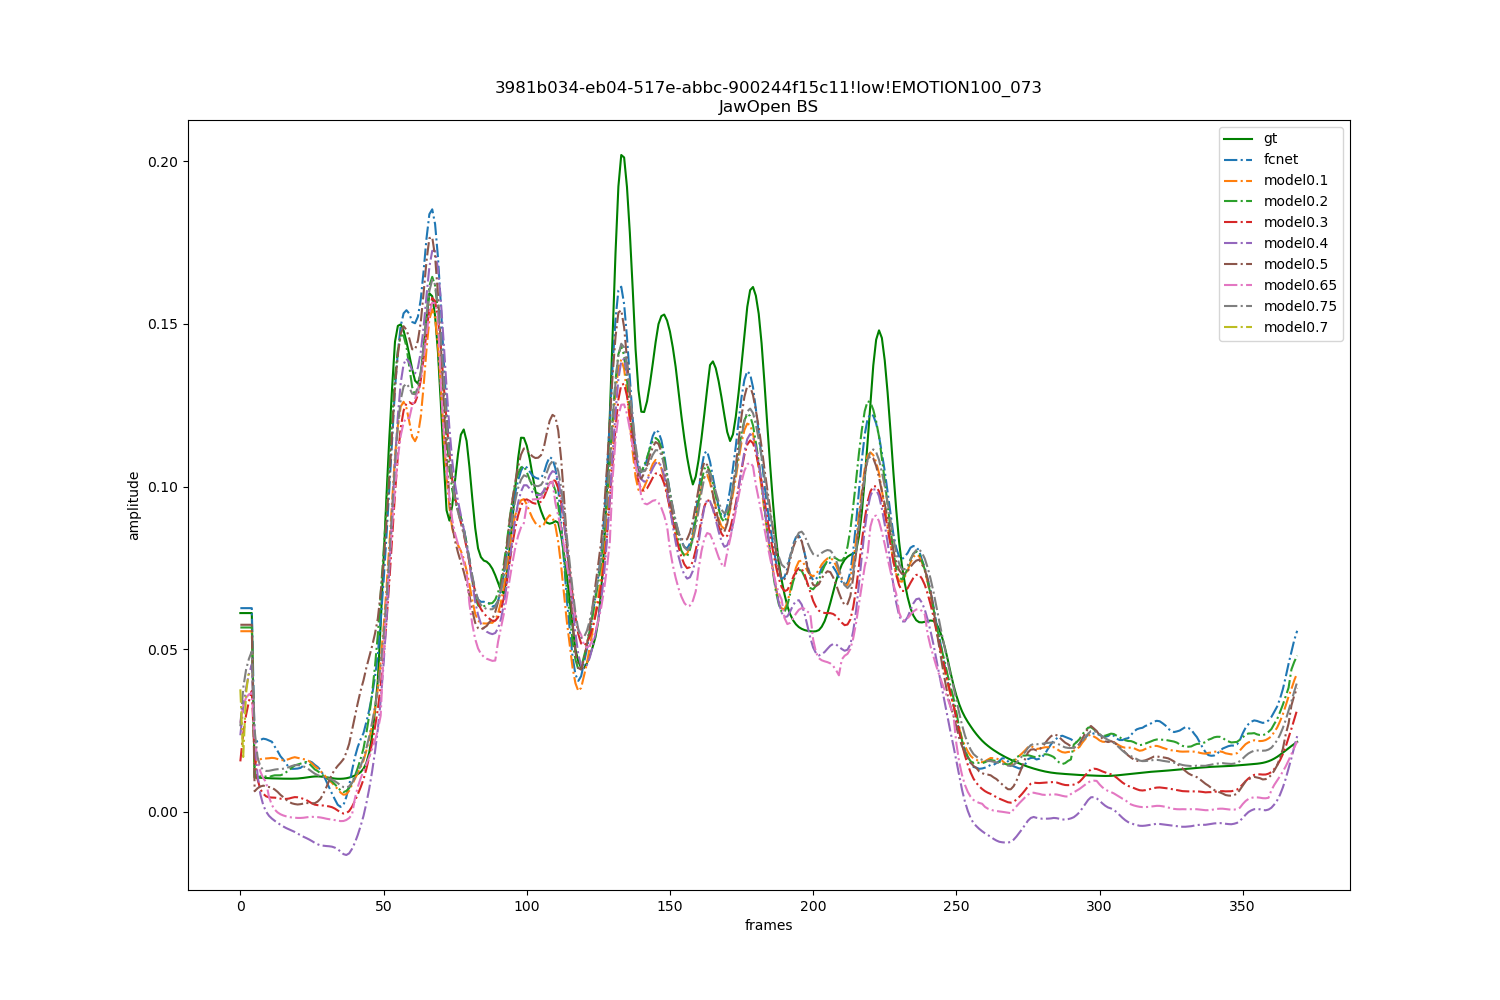 3981b034-eb04-517e-abbc-900244f15c11!low!EMOTION100_073
JawOpen BS
gt
fcnet
model0.1
model0.2
model0.3
model0.4
model0.5
model0.65
model0.75
model0.7
0.20
0.15
0.10
0.05
0.00
amplitude
0 50 100 150 200 250 300 350
frames